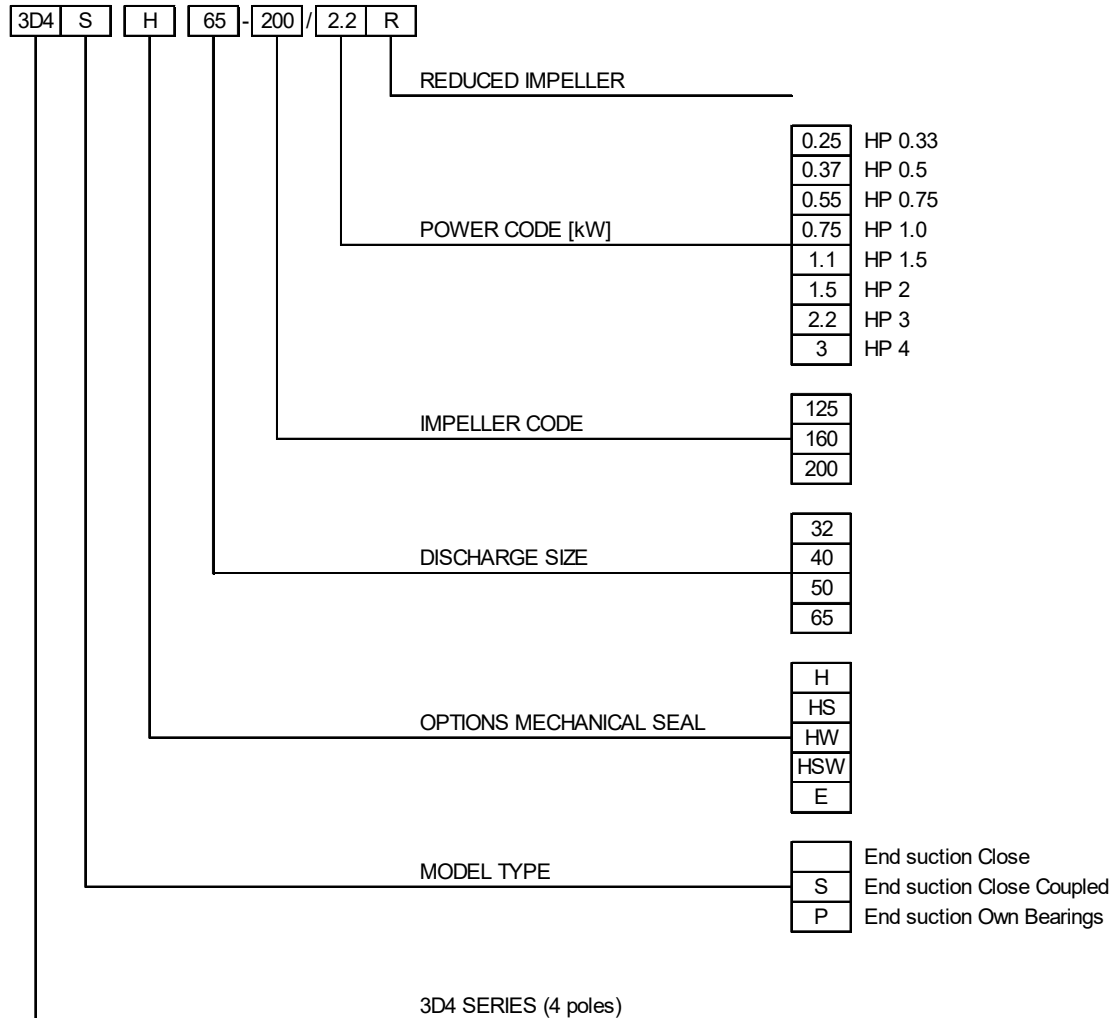 3D4 S H 65 - 200 / 2.2 R
REDUCED IMPELLER
0.25 HP 0.33
0.37 HP 0.5
0.55 HP 0.75
POWER CODE [kW] 0.75 HP 1.0
1.1 HP 1.5
1.5 HP 2
2.2 HP 3
3 HP 4
125
IMPELLER CODE 160
200
32
DISCHARGE SIZE 40
50
65
H
HS
OPTIONS MECHANICAL SEAL HW
HSW
E
End suction Close
MODEL TYPE S End suction Close Coupled
P End suction Own Bearings
3D4 SERIES (4 poles)